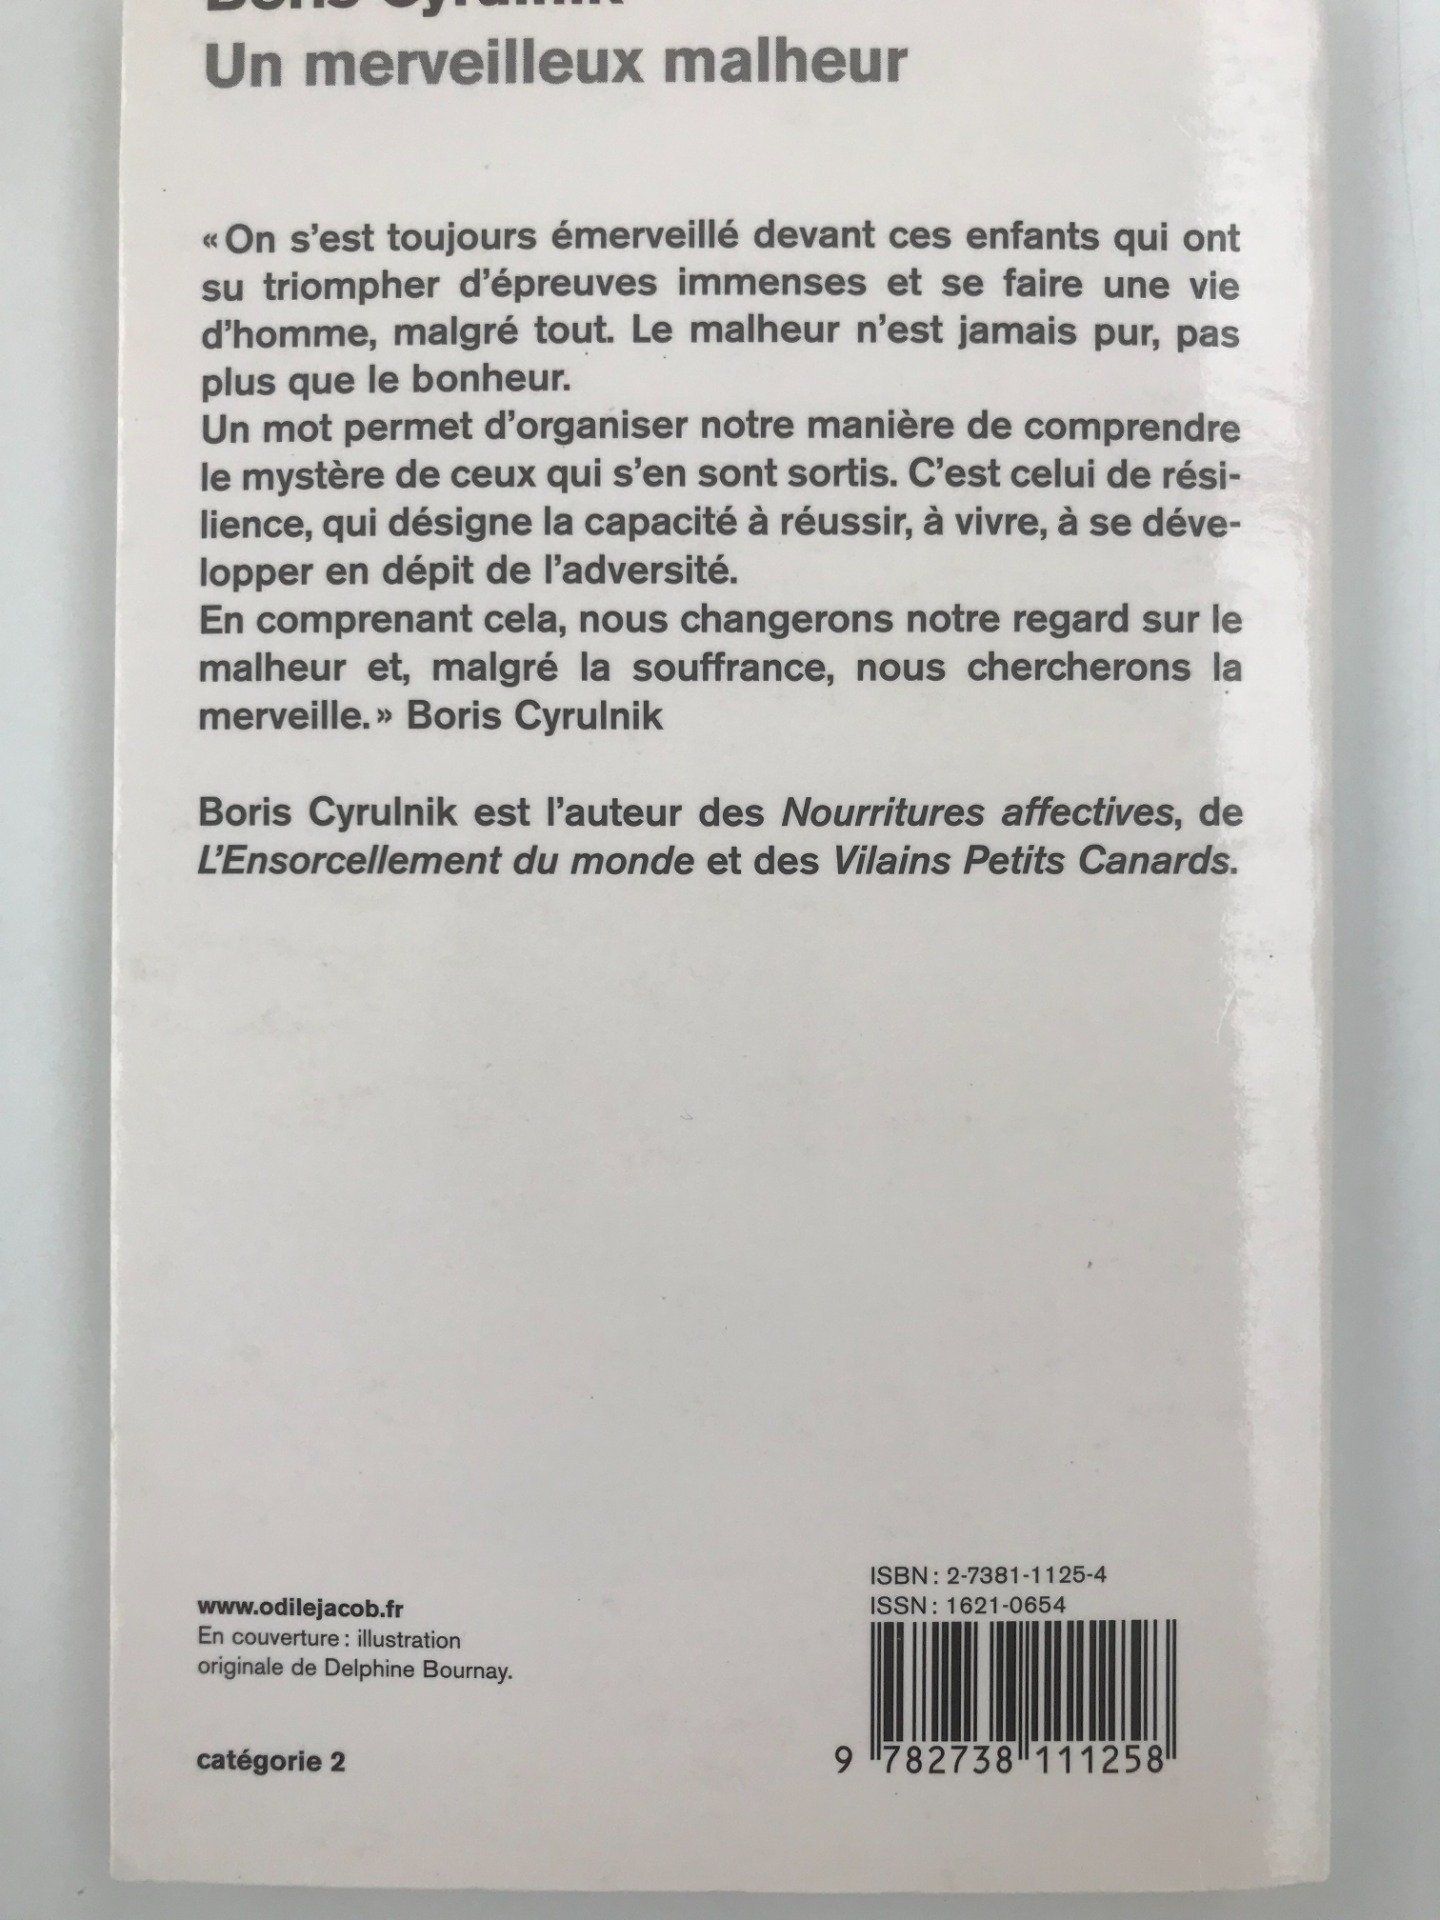 Boris Cyrulnik
Un merveilleux malheur
« On s'est toujours émerveillé devant ces enfants qui ont
su triompher d'épreuves immenses et se faire une vie
d'homme, malgré tout. Le malheur n'est jamais pur, pas
plus que le bonheur.
Un mot permet d'organiser notre manière de comprendre
le mystère de ceux qui s'en sont sortis. C'est celui de rési-
lience, qui désigne la capacité à réussir, à vivre, à se déve-
lopper en dépit de l'adversité.
En comprenant cela, nous changerons notre regard sur le
malheur et, malgré la souffrance, nous chercherons la
merveille. » Boris Cyrulnik
Boris Cyrulnik est l'auteur des Nourritures affectives, de
L'Ensorcellement du monde et des Vilains Petits Canards.
www.odilejacob.fr
En couverture : illustration
originale de Delphine Bournay.
catégorie 2
ISBN : 2-7381-1125-4
ISSN : 1621-0654
9 782738 111258